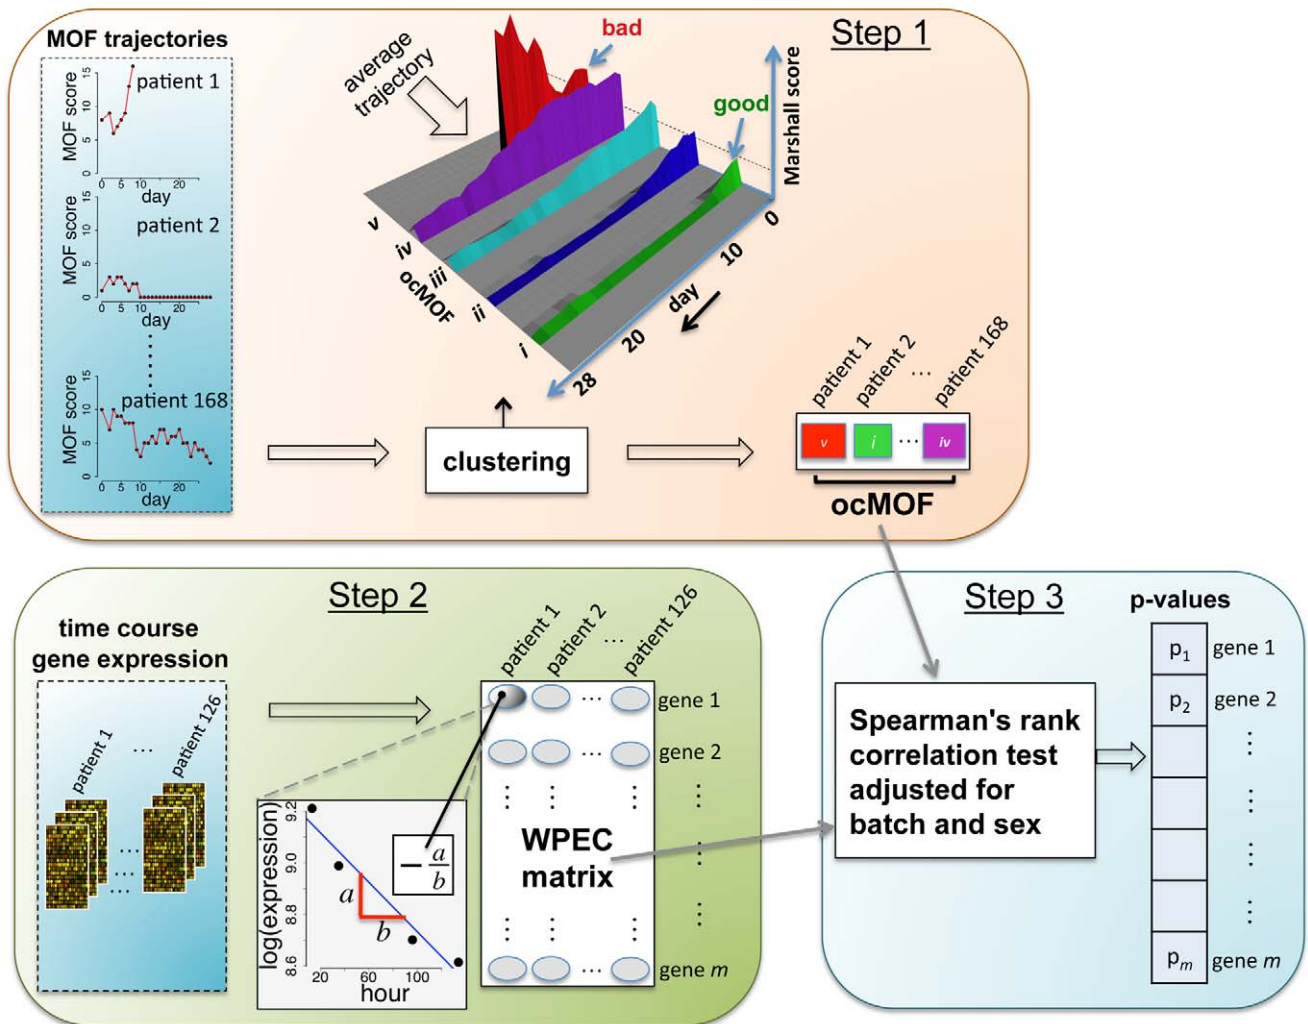 Step 1
MOF trajectories
patient 1
MOF score
0
5
10
15
0
5
20
day
patient 2
MOF score
0
5
10
15
0
5
20
day
patient 168
MOF score
0
5
10
15
0 5 10
20
day
average
trajectory
bad
good
Marshall score
v
iv
iii
ii
i
ocMOF
0
10
day
20
28
clustering
patient 1
patient 2
...
patient 168
v
i
...
iv
ocMOF
Step 2
time course
gene expression
patient 1
...
patient 126
...
...
patient 1
patient 2
...
patient 126
gene 1
gene 2
WPEC
matrix
gene m
log(expression)
9.2
9.0
8.8
8.6
20
60
100
hour
a
b
− a
b
Step 3
p-values
Spearman's rank
correlation test
adjusted for
batch and sex
p1 gene 1
p2 gene 2
pm gene m